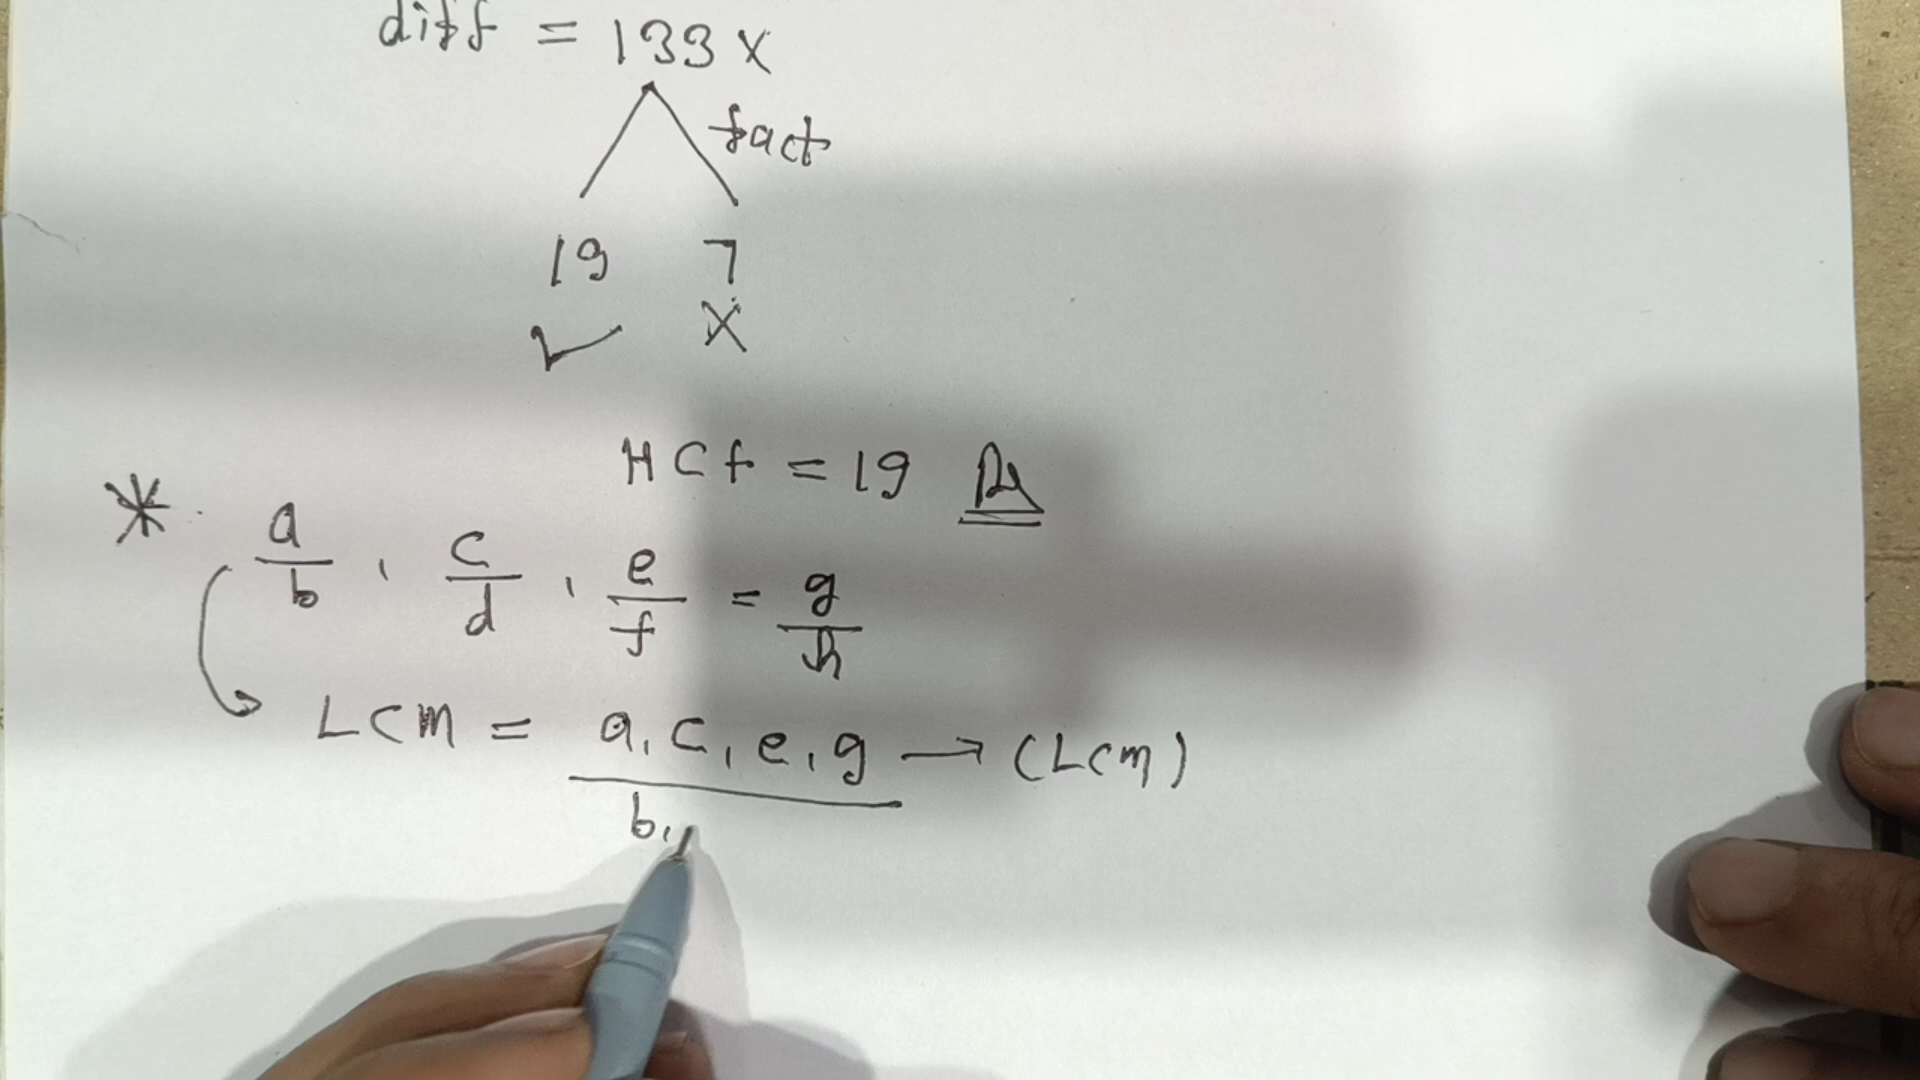 diff = 133 x
fact
19 7
✓ x
HCf = 19
* a/b , c/d , e/f = g/h
LCm = a, c, e, g → (Lcm)
b,